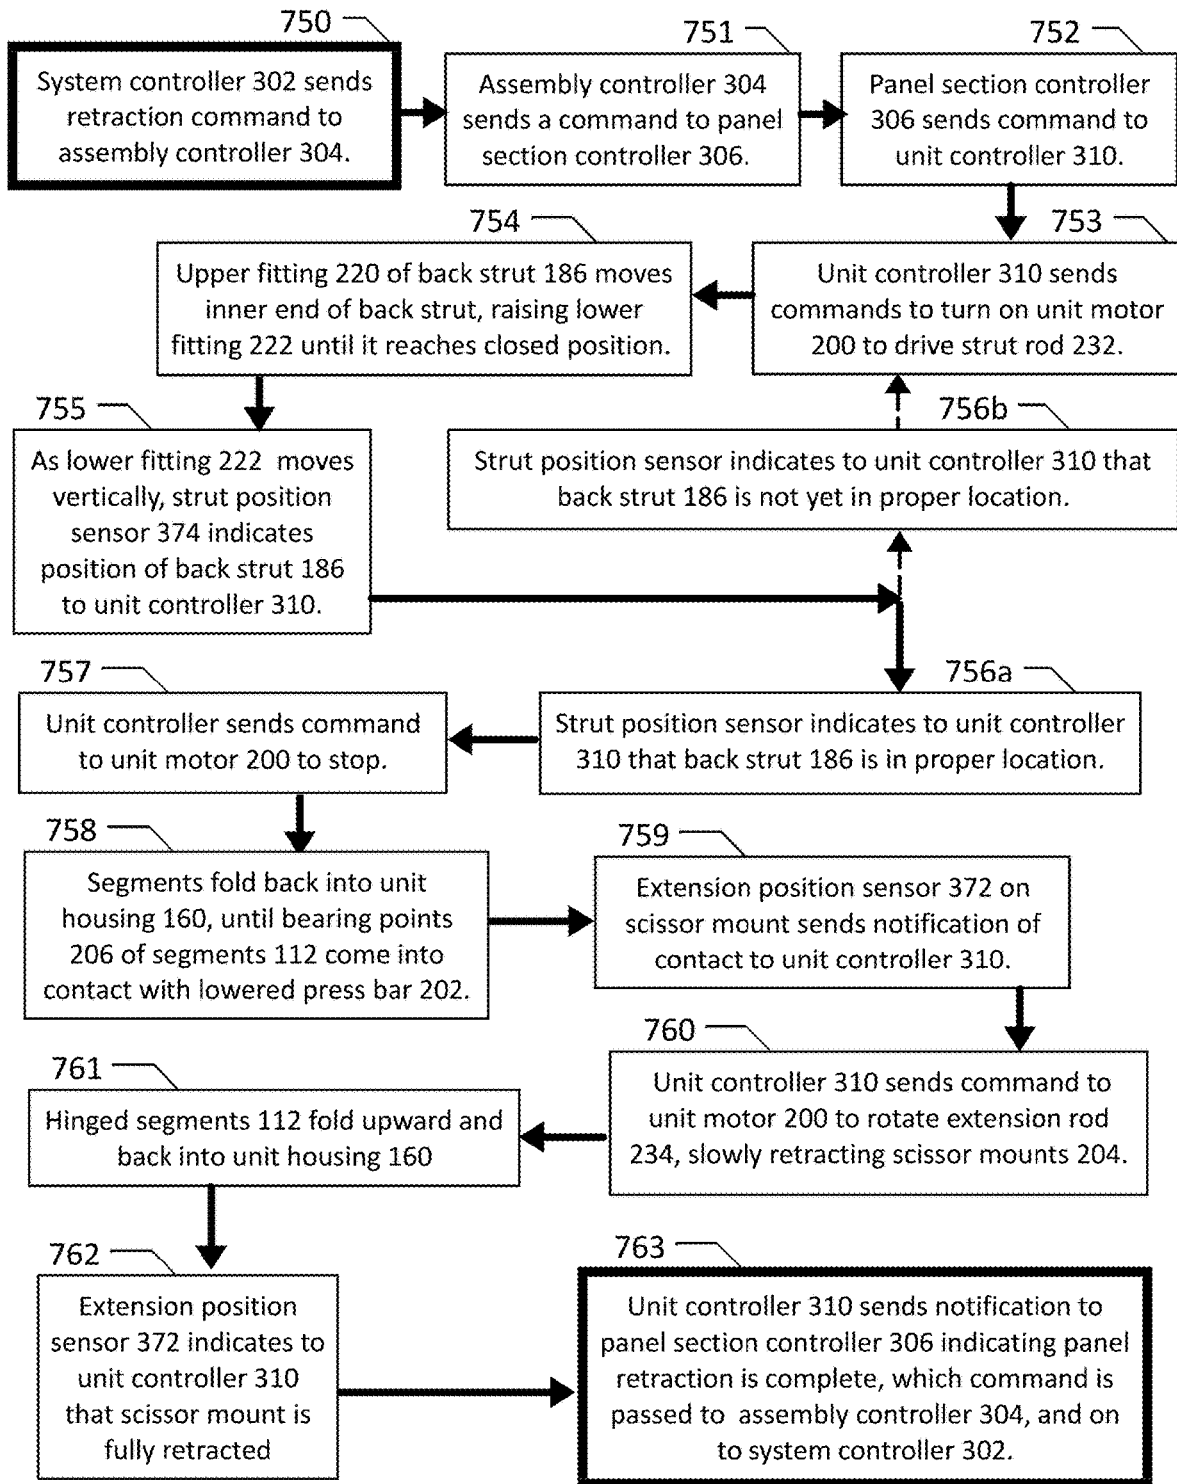 750
System controller 302 sends
retraction command to
assembly controller 304.
751
Assembly controller 304
sends a command to panel
section controller 306.
752
Panel section controller
306 sends command to
unit controller 310.
753
Unit controller 310 sends
commands to turn on unit motor
200 to drive strut rod 232.
754
Upper fitting 220 of back strut 186 moves
inner end of back strut, raising lower
fitting 222 until it reaches closed position.
755
As lower fitting 222 moves
vertically, strut position
sensor 374 indicates
position of back strut 186
to unit controller 310.
756b
Strut position sensor indicates to unit controller 310 that
back strut 186 is not yet in proper location.
756a
Strut position sensor indicates to unit controller
310 that back strut 186 is in proper location.
757
Unit controller sends command
to unit motor 200 to stop.
758
Segments fold back into unit
housing 160, until bearing points
206 of segments 112 come into
contact with lowered press bar 202.
759
Extension position sensor 372 on
scissor mount sends notification of
contact to unit controller 310.
760
Unit controller 310 sends command to
unit motor 200 to rotate extension rod
234, slowly retracting scissor mounts 204.
761
Hinged segments 112 fold upward and
back into unit housing 160
762
Extension position
sensor 372 indicates to
unit controller 310
that scissor mount is
fully retracted
763
Unit controller 310 sends notification to
panel section controller 306 indicating panel
retraction is complete, which command is
passed to assembly controller 304, and on
to system controller 302.